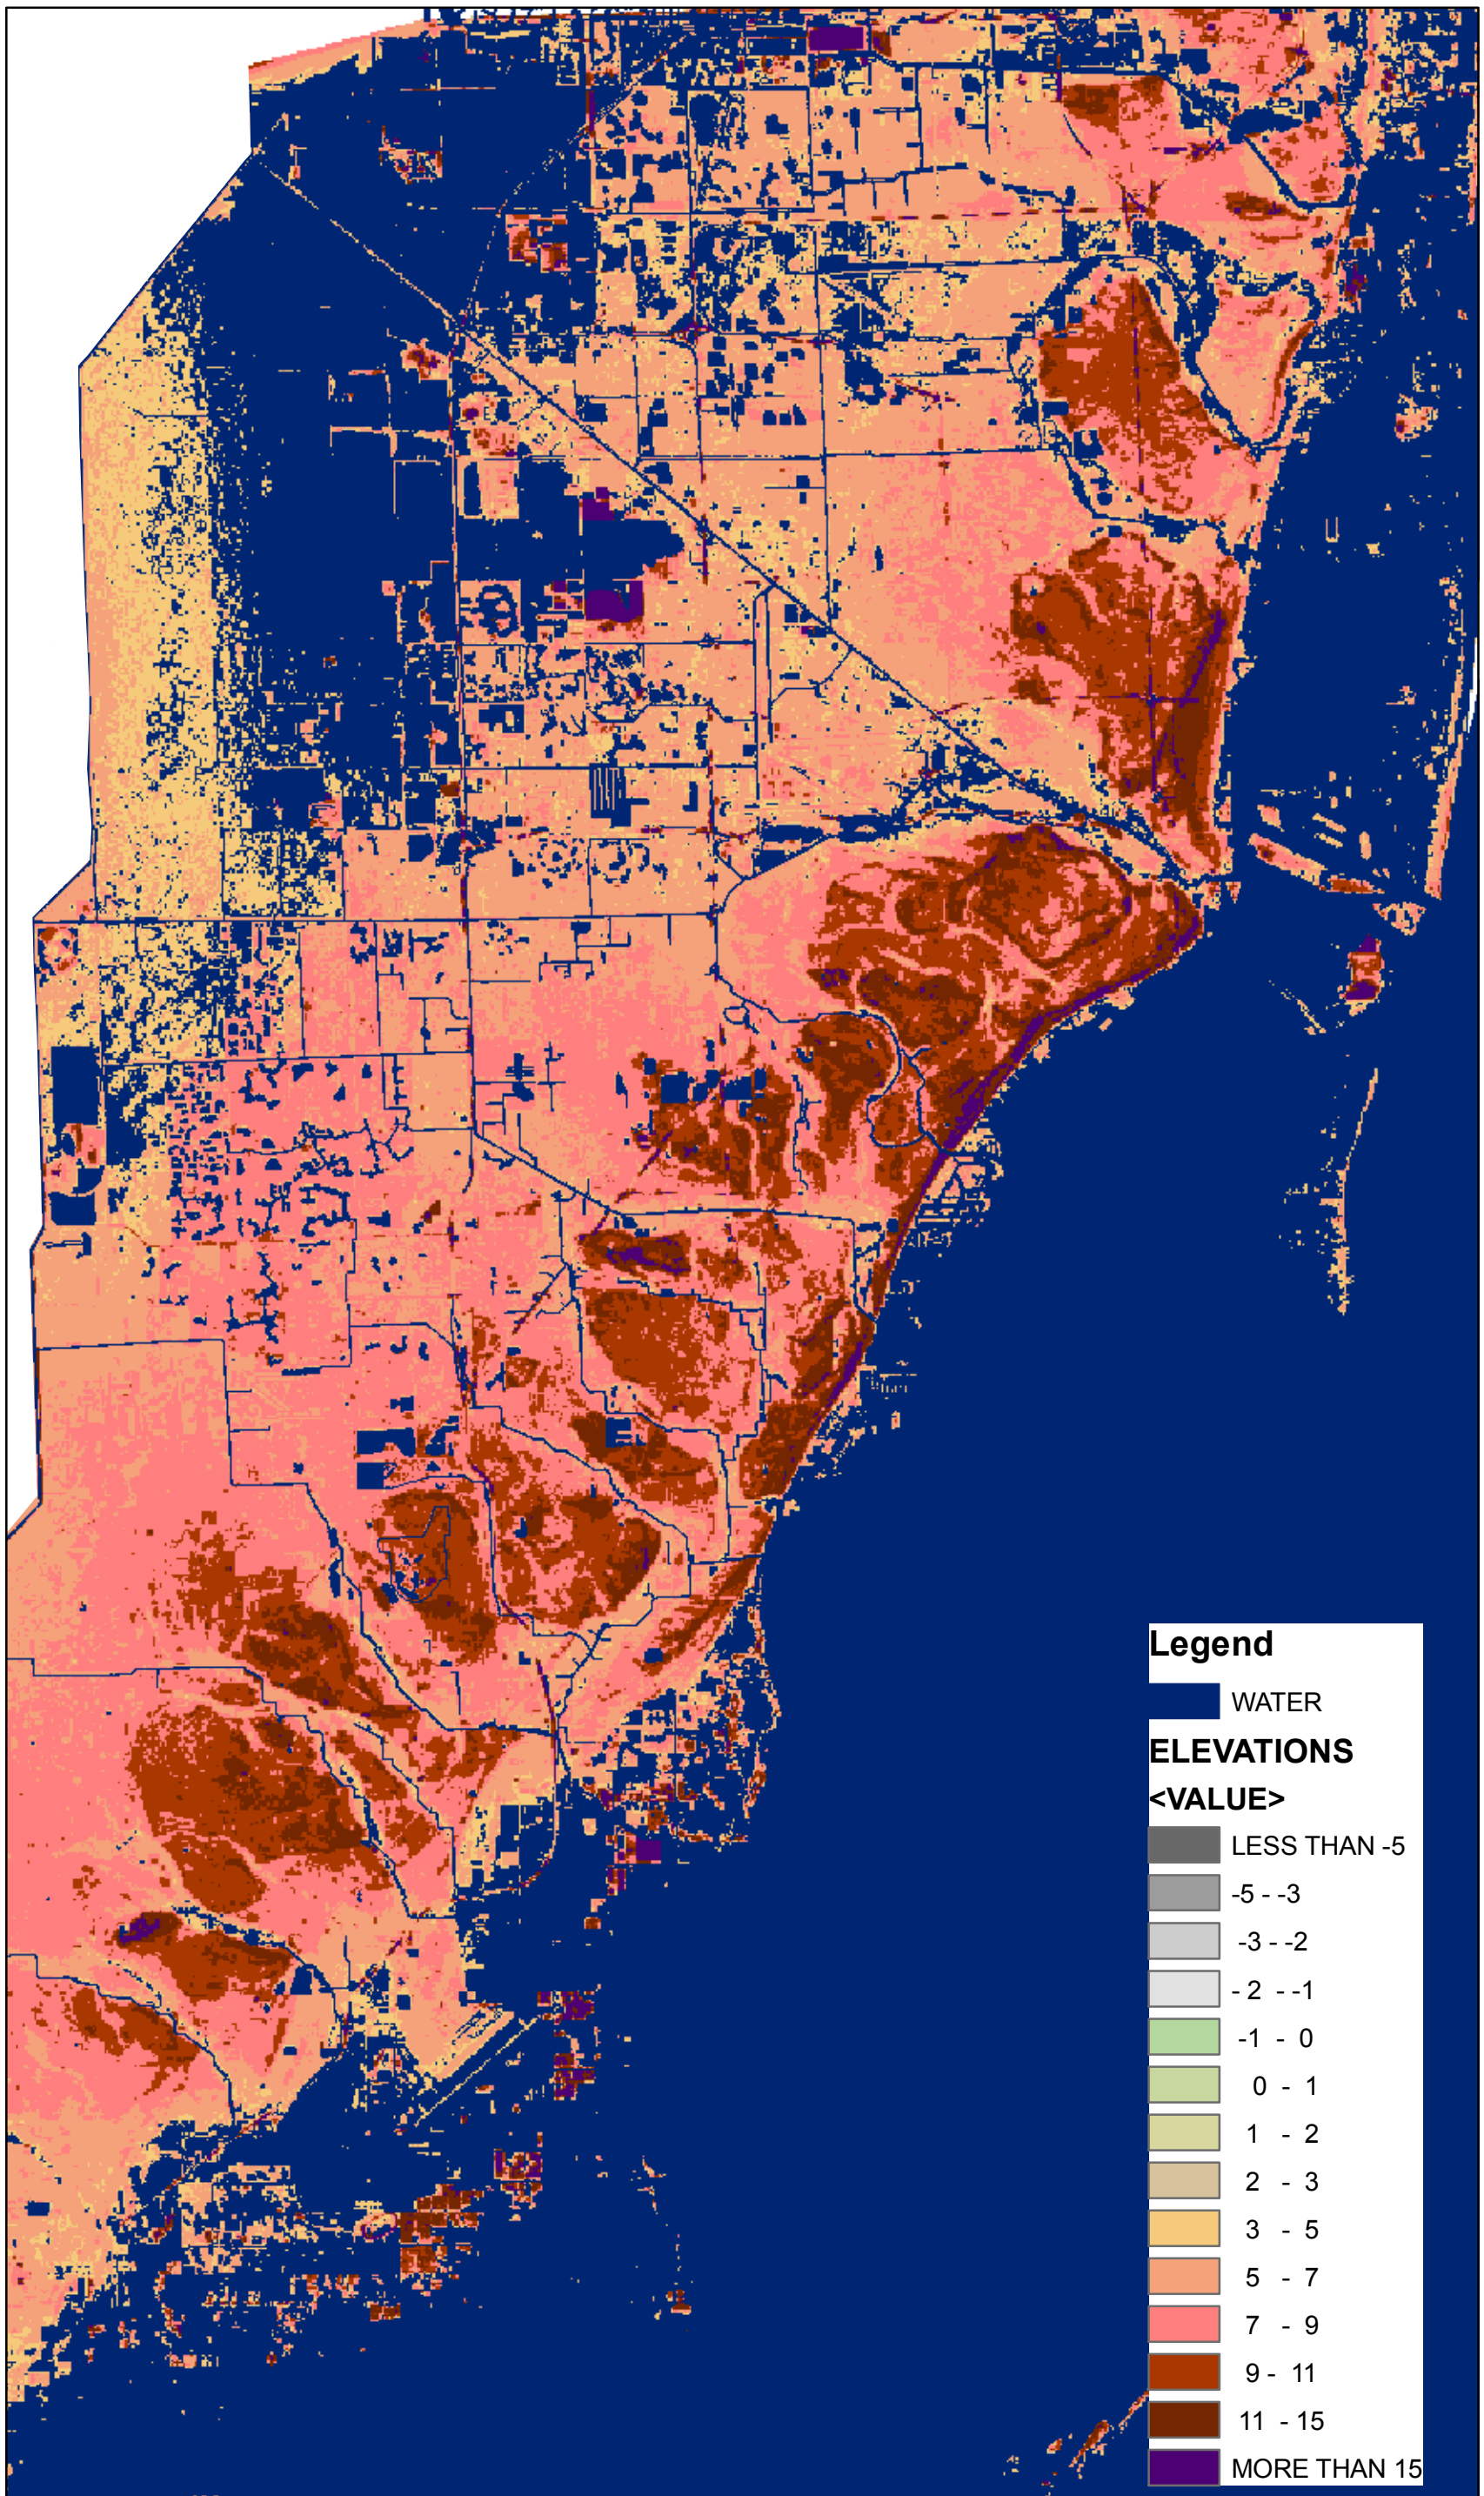 Legend
WATER
ELEVATIONS
<VALUE>
LESS THAN -5
-5 - -3
-3 - -2
- 2 - -1
-1 - 0
0 - 1
1 - 2
2 - 3
3 - 5
5 - 7
7 - 9
9 - 11
11 - 15
MORE THAN 15